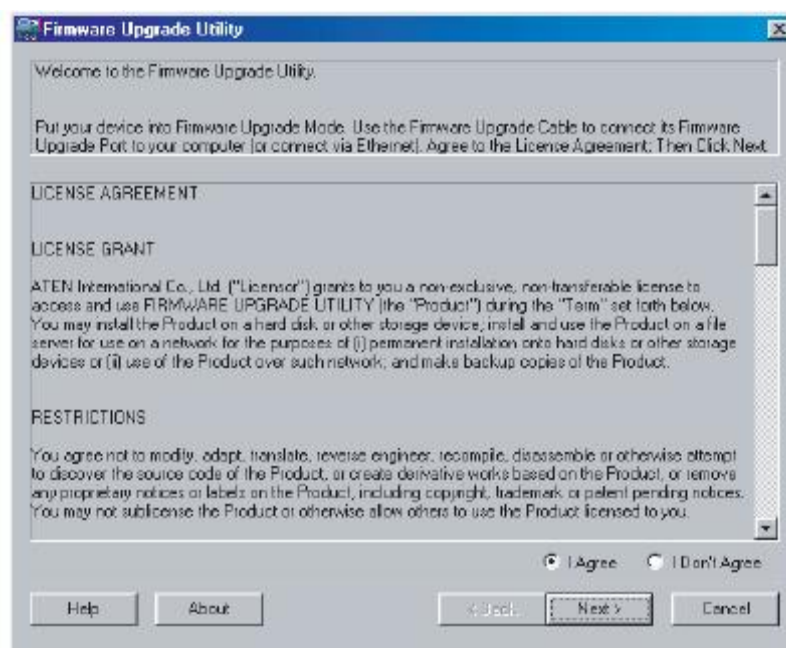 Firmware Upgrade Utility
Welcome to the Firmware Upgrade Utility.
Put your device into Firmware Upgrade Mode. Use the Firmware Upgrade Cable to connect its Firmware
Upgrade Port to your computer (or connect via Ethernet). Agree to the License Agreement; Then Click Next
LICENSE AGREEMENT
LICENSE GRANT
ATEN International Co., Ltd. ("Licensor") grants to you a non-exclusive, non-transferable license to
access and use FIRMWARE UPGRADE UTILITY (the "Product") during the "Term" set forth below.
You may install the Product on a hard disk or other storage device; install and use the Product on a file
server for use on a network for the purposes of (i) permanent installation onto hard disks or other storage
devices or (ii) use of the Product over such network; and make backup copies of the Product.
RESTRICTIONS
You agree not to modify, adapt, translate, reverse engineer, recompile, disassemble or otherwise attempt
to discover the source code of the Product, or create derivative works based on the Product, or remove
any proprietary notices or labels on the Product, including copyright, trademark or patent pending notices.
You may not sublicense the Product or otherwise allow others to use the Product licensed to you.
I Agree I Don't Agree
Help About < Back Next > Cancel